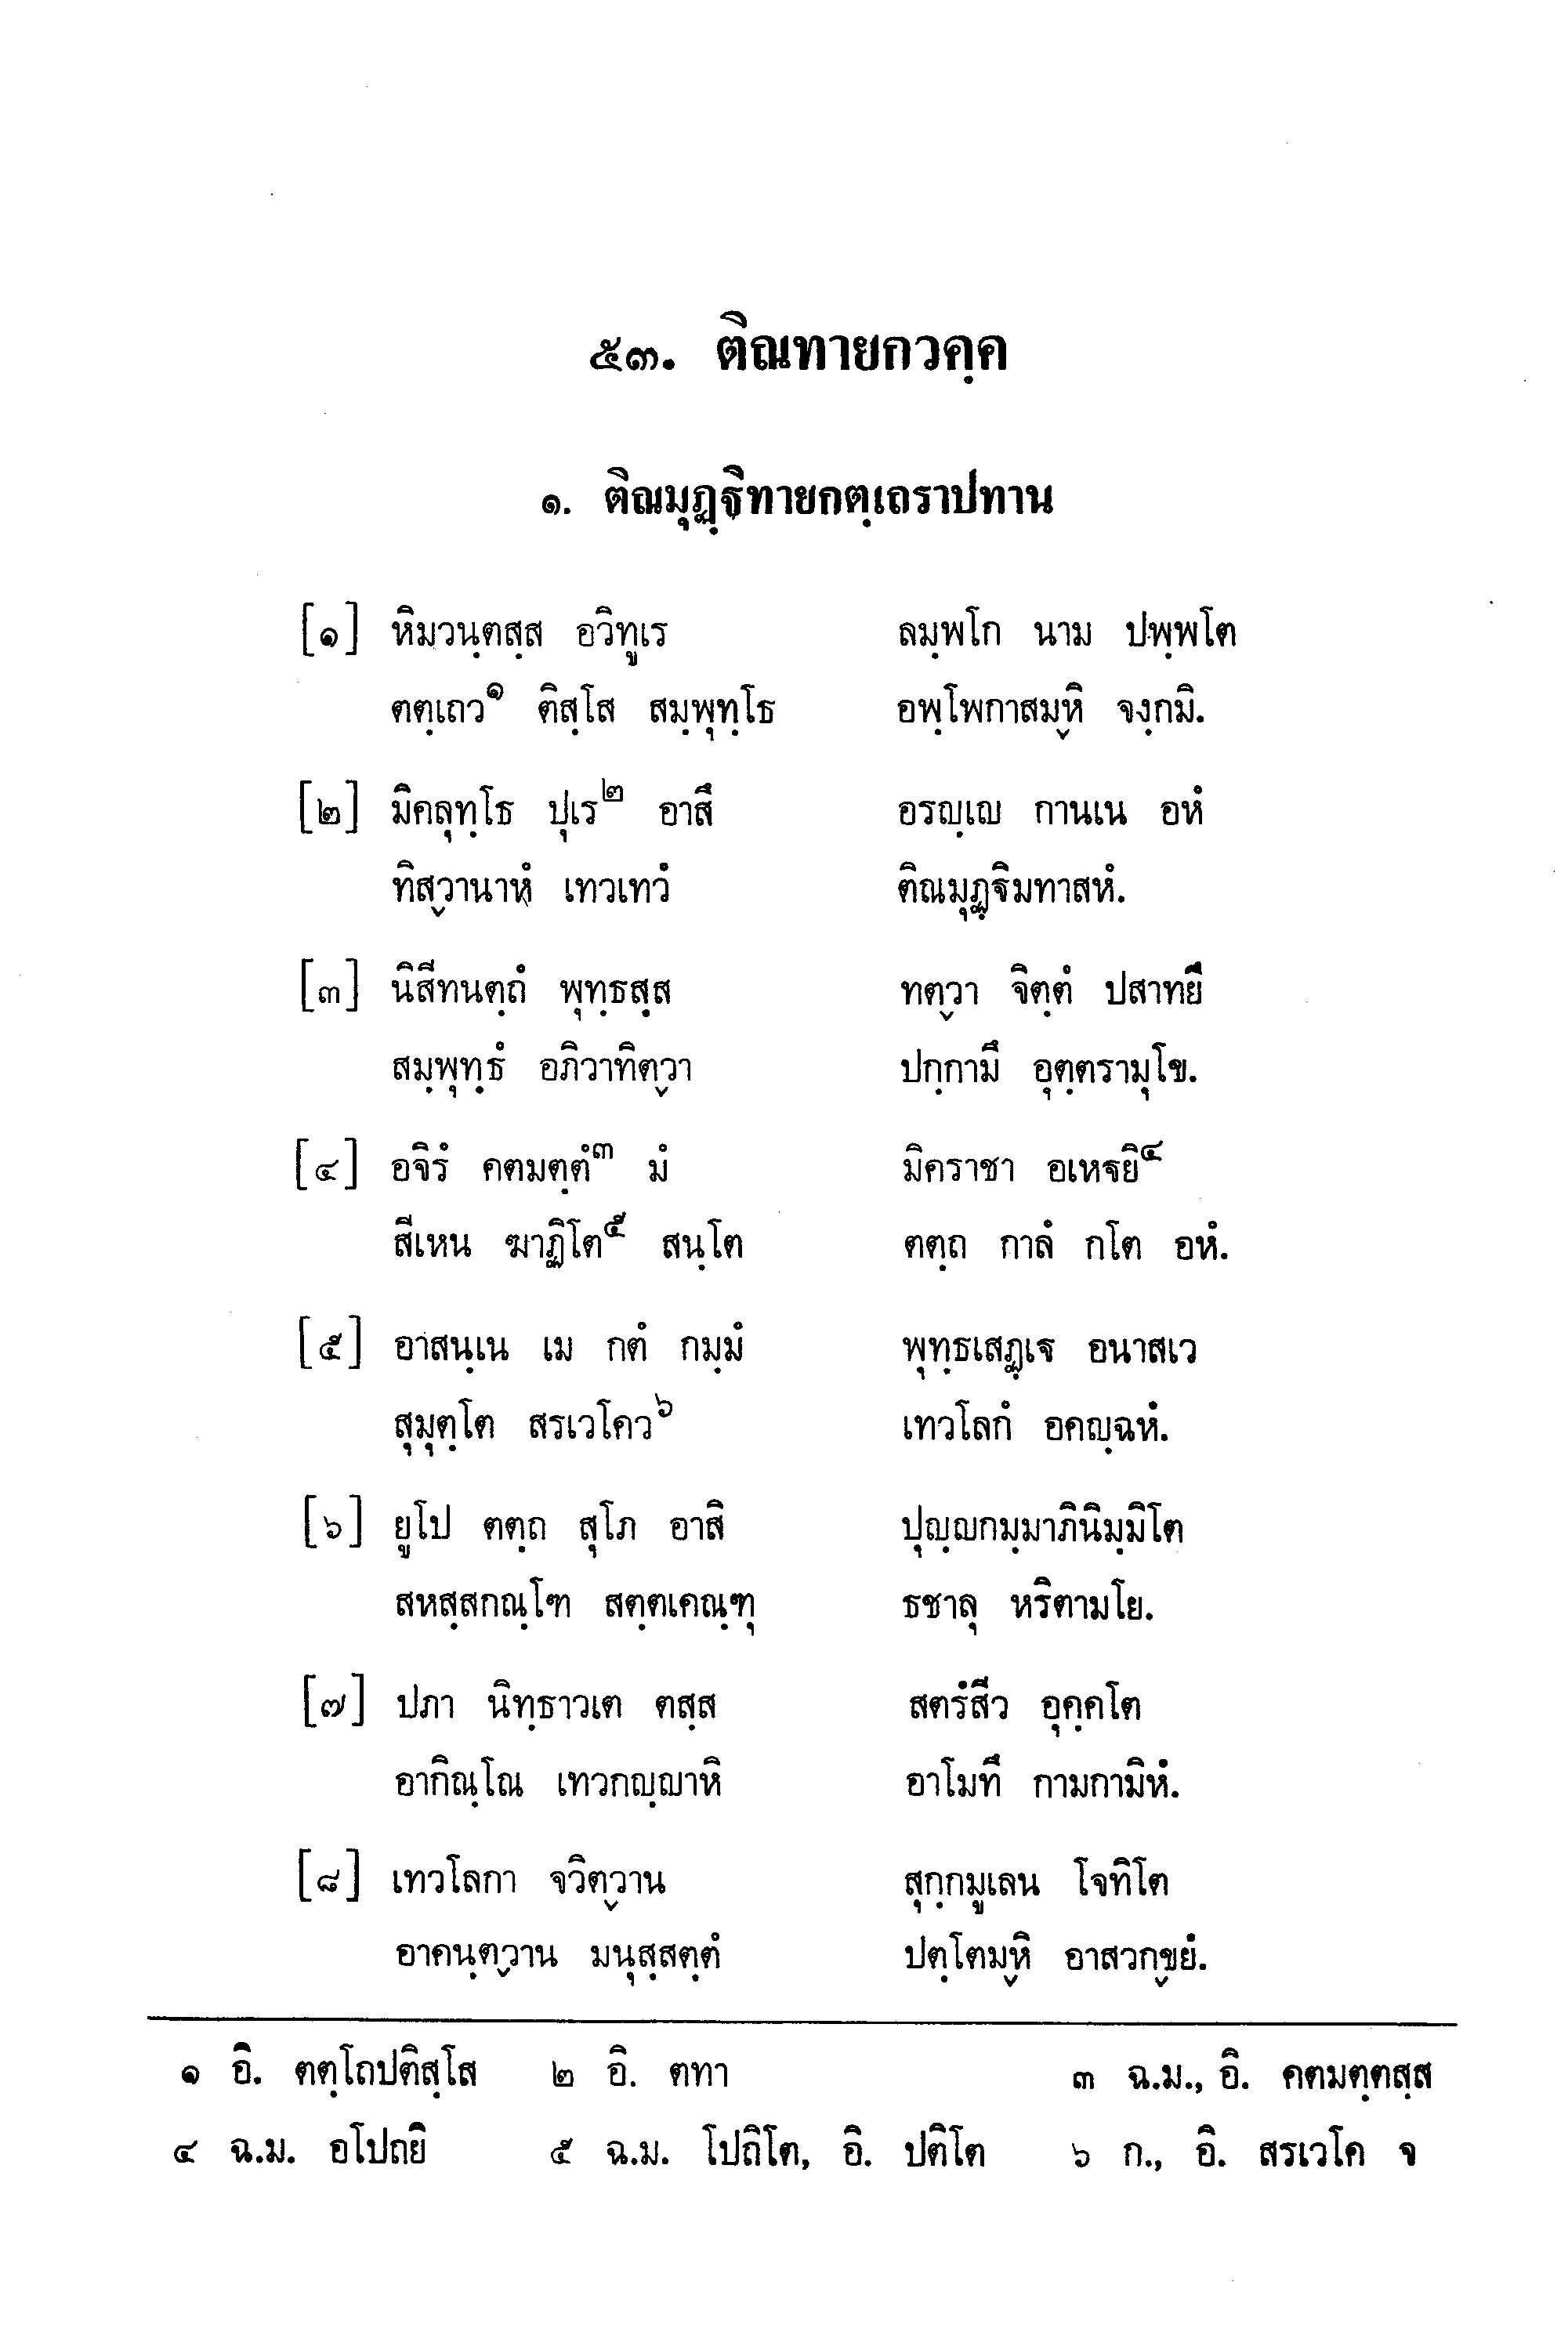 ๕๓. ติณทายกวคฺค
๑. ติณมุฏฺฐิทายกตฺเถราปทาน
[๑] หิมวนฺตสฺส อวิทูเร ลมฺพโก นาม ปพฺพโต
ตตฺเถว๑ ติสฺโส สมฺพุทฺโธ อพฺโพกาสมฺหิ จงฺกมิ.
[๒] มิคลุทฺโธ ปุเร๒ อาสึ อรญฺเญ กานเน อหํ
ทิสฺวานาหํ เทวเทวํ ติณมุฏฺฐิมทาสหํ.
[๓] นิสีทนตฺถํ พุทฺธสฺส ทตฺวา จิตฺตํ ปสาทยึ
สมฺพุทฺธํ อภิวาทิตฺวา ปกฺกามึ อุตฺตรามุโข.
[๔] อจิรํ คตมตฺตํ๓ มํ มิคราชา อเหฐยิ๔
สีเหน ฆาฏิโต๕ สนฺโต ตตฺถ กาลํ กโต อหํ.
[๕] อาสนฺเน เม กตํ กมฺมํ พุทฺธเสฏฺเฐ อนาสเว
สุมุตฺโต สรเวโคว๖ เทวโลกํ อคญฺฉหํ.
[๖] ยูโป ตตฺถ สุโภ อาสิ ปุญฺญกมฺมาภินิมฺมิโต
สหสฺสกณฺโฑ สตฺตเคณฺฑุ ธชาลุ หริตามโย.
[๗] ปภา นิทฺธาวเต ตสฺส สตรํสีว อุคฺคโต
อากิณฺโณ เทวกญฺญาหิ อาโมทึ กามกามิหํ.
[๘] เทวโลกา จวิตฺวาน สุกฺกมูเลน โจทิโต
อาคนฺตฺวาน มนุสฺสตฺตํ ปตฺโตมฺหิ อาสวกฺขยํ.
๑ อิ. ตตฺโถปติสฺโส ๒ อิ. ตทา ๓ ฉ.ม., อิ. คตมตฺตสฺส
๔ ฉ.ม. อโปถยิ ๕ ฉ.ม. โปถิโต, อิ. ปติโต ๖ ก., อิ. สรเวโค จ